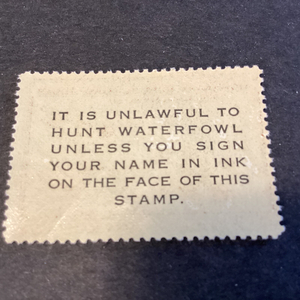 IT IS UNLAWFUL TO
HUNT WATERFOWL
UNLESS YOU SIGN
YOUR NAME IN INK
ON THE FACE OF THIS
STAMP.